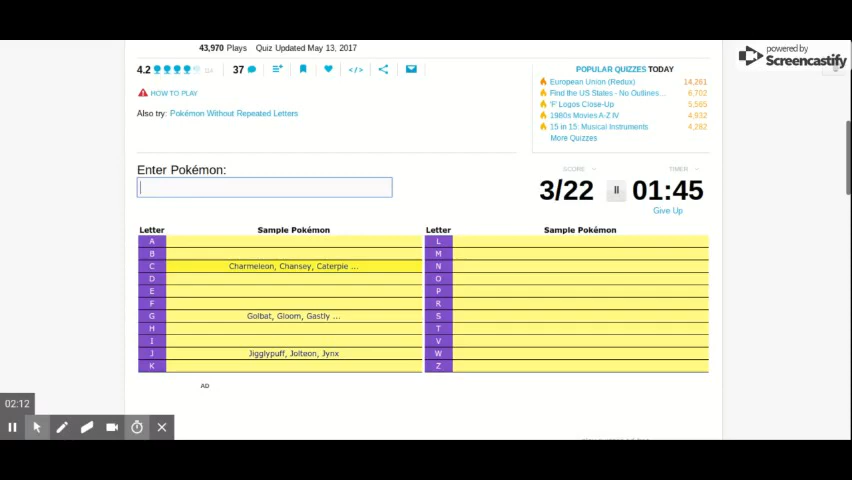 43,970 Plays Quiz Updated May 13, 2017
powered by
Screencastify
4.2 37
POPULAR QUIZZES TODAY
European Union (Redux) 14,261
HOW TO PLAY
Find the US States - No Outlines... 6,702
'F' Logos Close-Up 5,565
Also try: Pokémon Without Repeated Letters
1980s Movies A-Z IV 4,932
15 in 15: Musical Instruments 4,282
More Quizzes
Enter Pokémon:
SCORE TIMER
3/22 01:45
Give Up
Letter Sample Pokémon Letter Sample Pokémon
A L
B M
C Charmeleon, Chansey, Caterpie ... N
D O
E P
F R
G Golbat, Gloom, Gastly ... S
H T
I V
J Jigglypuff, Jolteon, Jynx W
K Z
AD
02:12